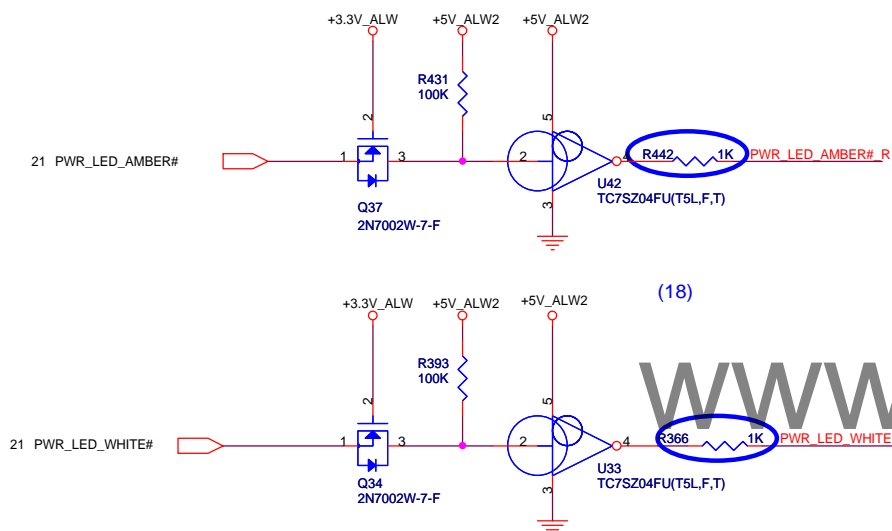 +3.3V_ALW +5V_ALW2 +5V_ALW2
R431
100K
2 5
21 PWR_LED_AMBER# 1 3 2 4 R442 1K PWR_LED_AMBER#_R
3
U42
TC7SZ04FU(T5L,F,T)
Q37
2N7002W-7-F
(18)
+3.3V_ALW +5V_ALW2 +5V_ALW2
R393
100K
2 5
21 PWR_LED_WHITE# 1 3 2 4 R366 1K PWR_LED_WHITE
3
U33
TC7SZ04FU(T5L,F,T)
Q34
2N7002W-7-F
www